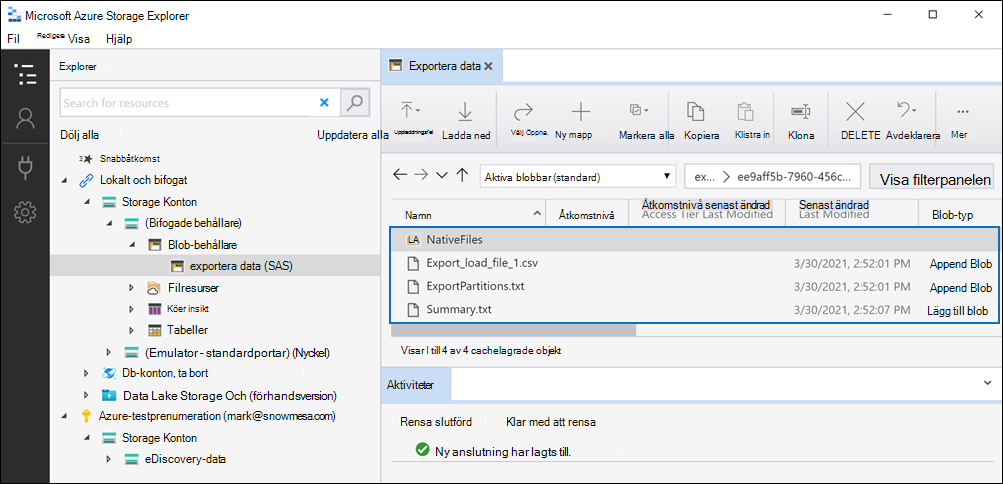 Microsoft Azure Storage Explorer
Fil Redigera Visa Hjälp
Explorer
Search for resources
Dölj alla Uppdatera alla
Snabbåtkomst
Lokalt och bifogat
Storage Konton
(Bifogade behållare)
Blob-behållare
exportera data (SAS)
Filresurser
Köer insikt
Tabeller
(Emulator - standardportar) (Nyckel)
Db-konton, ta bort
Data Lake Storage Och (förhandsversion)
Azure-testprenumeration (mark@snowmesa.com)
Storage Konton
eDiscovery-data
Exportera data
Ladda ned Välj Öppne. Ny mapp Markera alla Kopiera Klistra in Klona DELETE Avdeklarera Mer
Aktiva blobbar (standard) ex... ee9aff5b-7960-456c... Visa filterpanelen
Namn Åtkomstnivå Åtkomstnivå senast ändrad Senast ändrad Blob-typ
Access Tier Last Modified Last Modified
LA NativeFiles
Export_load_file_1.csv 3/30/2021, 2:52:01 PM Append Blob
ExportPartitions.txt 3/30/2021, 2:52:01 PM Append Blob
Summary.txt 3/30/2021, 2:52:07 PM Lägg till blob
Visar I till 4 av 4 cachelagrade objekt
Aktiviteter
Rensa slutförd Klar med att rensa
Ny anslutning har lagts till.